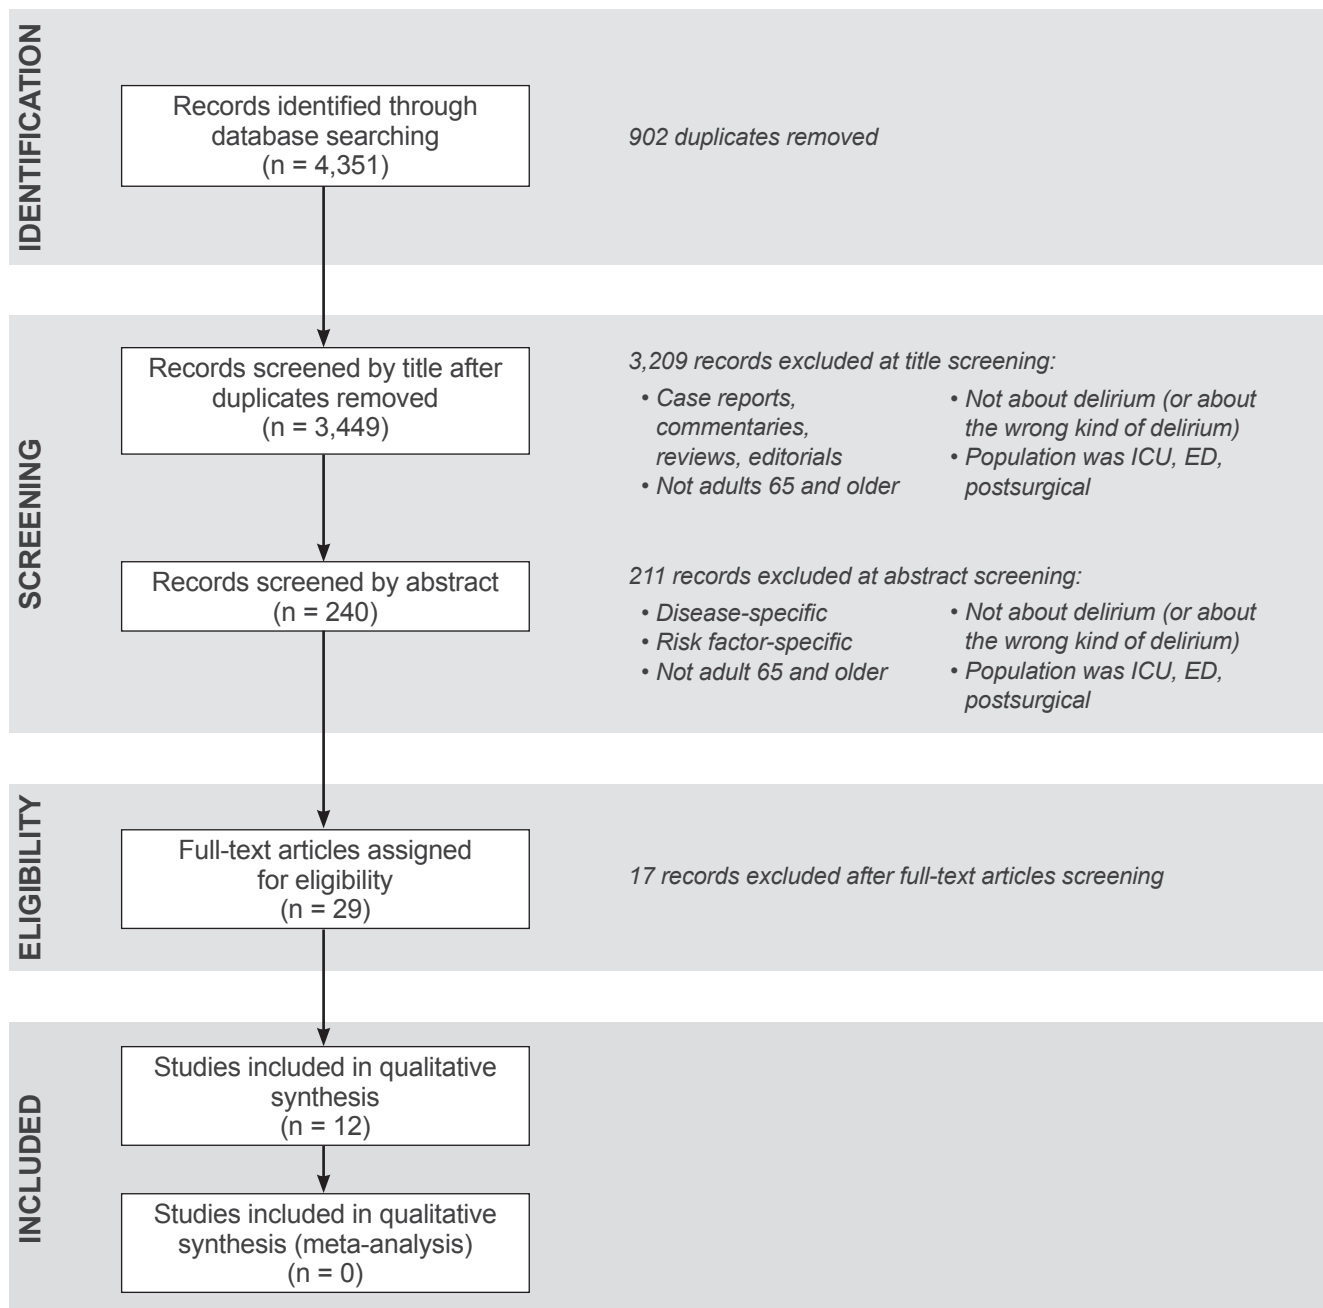 IDENTIFICATION
Records identified through
database searching
(n = 4,351)
902 duplicates removed
SCREENING
Records screened by title after
duplicates removed
(n = 3,449)
3,209 records excluded at title screening:
• Case reports,
commentaries,
reviews, editorials
• Not adults 65 and older
• Not about delirium (or about
the wrong kind of delirium)
• Population was ICU, ED,
postsurgical
Records screened by abstract
(n = 240)
211 records excluded at abstract screening:
• Disease-specific
• Risk factor-specific
• Not adult 65 and older
• Not about delirium (or about
the wrong kind of delirium)
• Population was ICU, ED,
postsurgical
ELIGIBILITY
Full-text articles assigned
for eligibility
(n = 29)
17 records excluded after full-text articles screening
INCLUDED
Studies included in qualitative
synthesis
(n = 12)
Studies included in qualitative
synthesis (meta-analysis)
(n = 0)